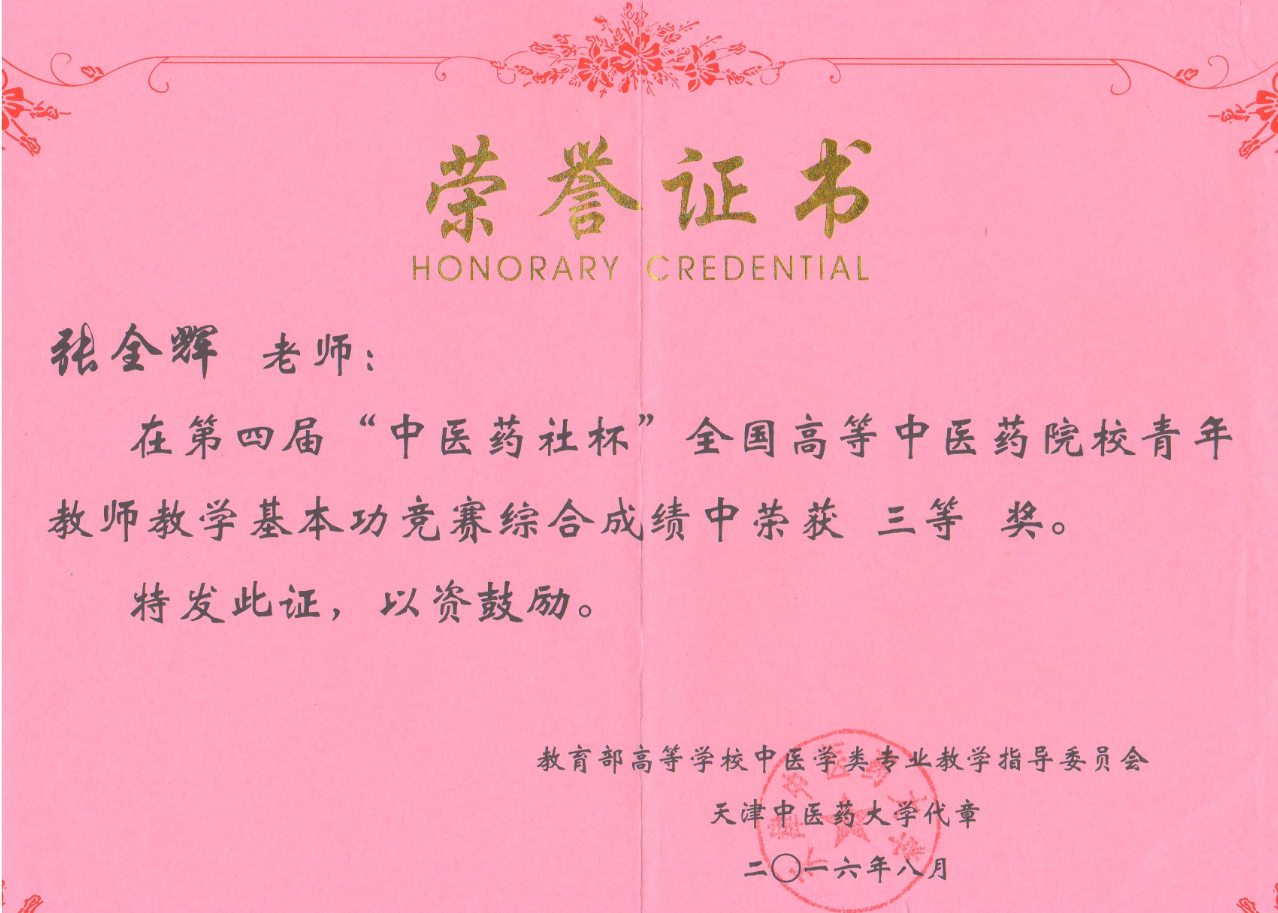 荣誉证书
HONORARY CREDENTIAL
张全辉 老师：
在第四届“中医药社杯”全国高等中医药院校青年
教师教学基本功竞赛综合成绩中荣获 三等 奖。
特发此证，以资鼓励。
教育部高等学校中医学类专业教学指导委员会
天津中医药大学代章
二〇一六年八月